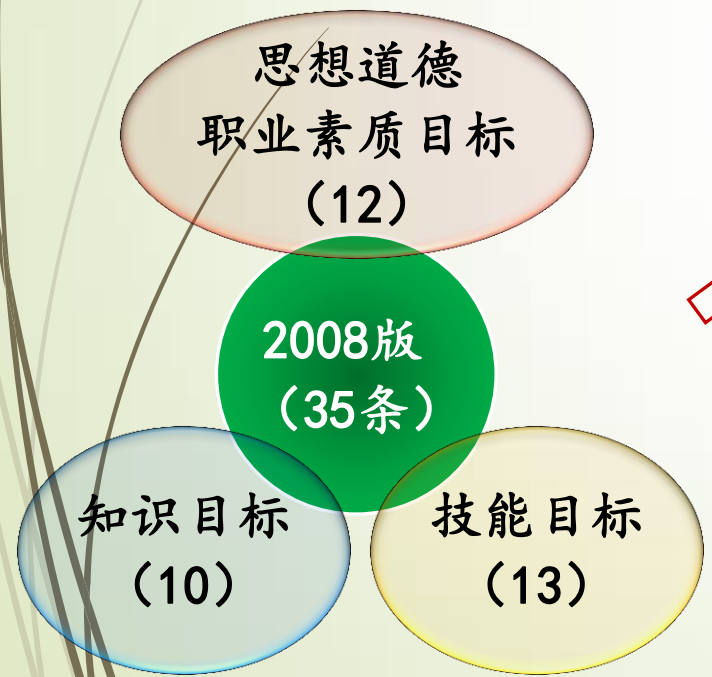 思想道德
职业素质目标
（12）
2008版
（35条）
知识目标
（10）
技能目标
（13）